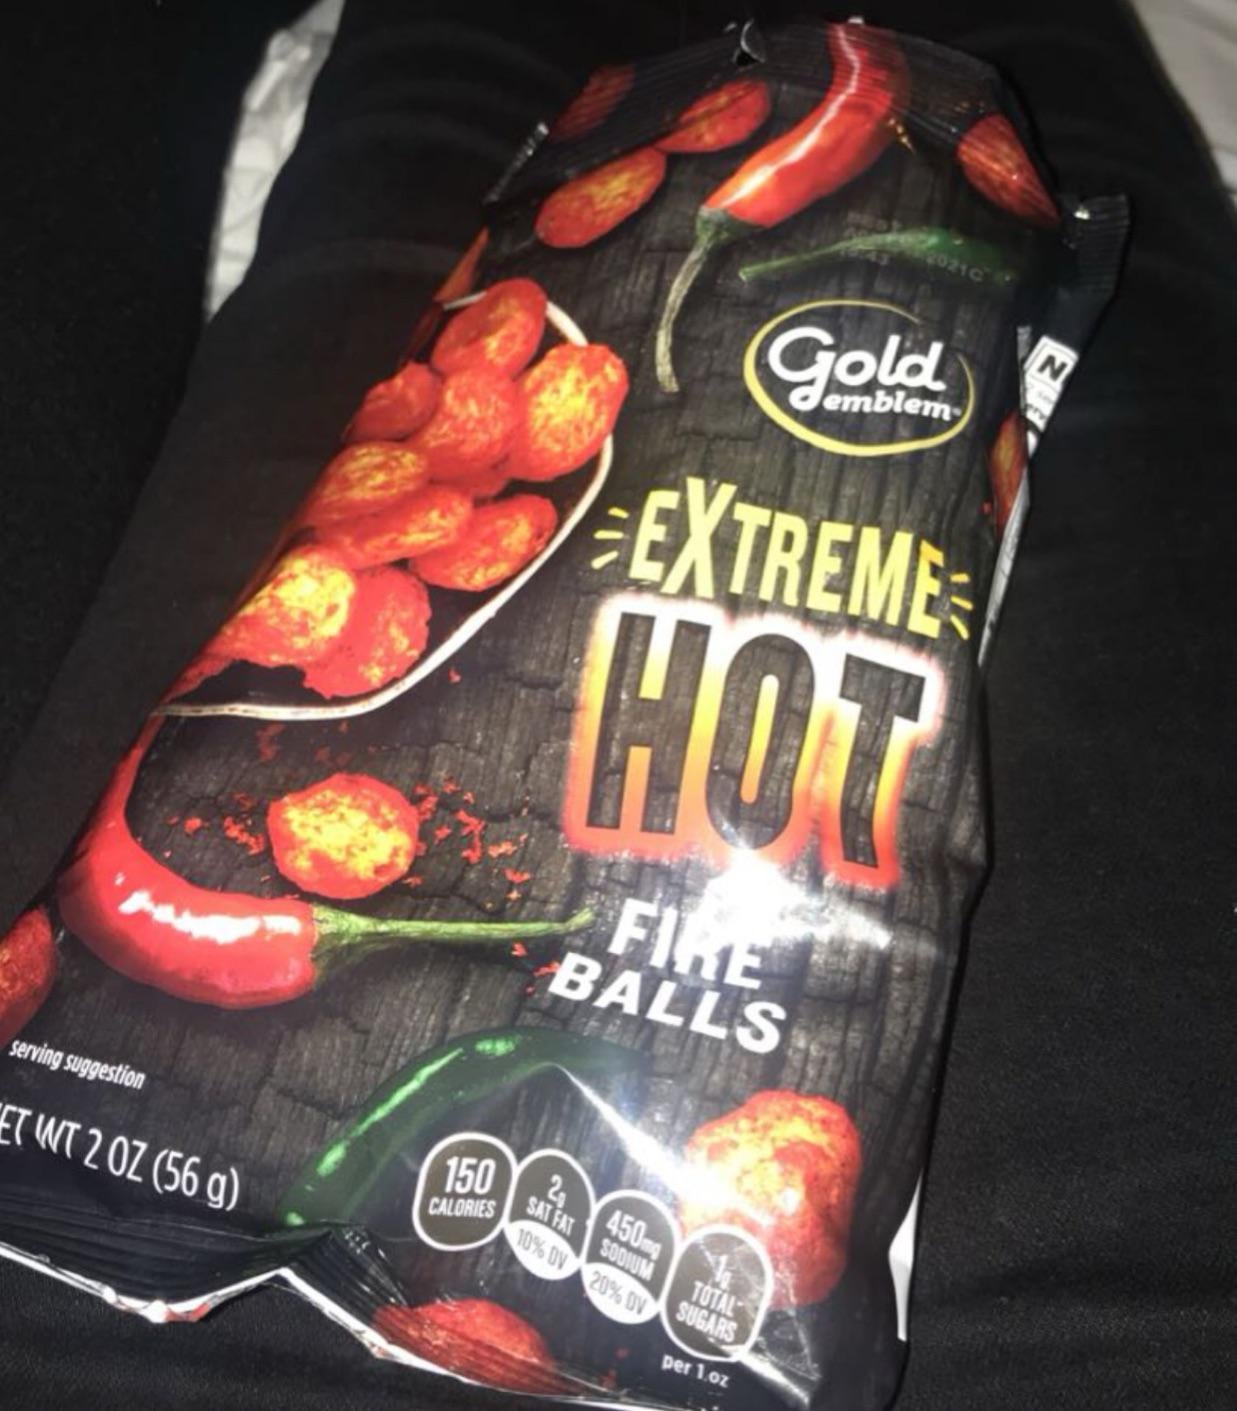 Gold
emblem
EXTREME
HOT
FIRE
BALLS
serving suggestion
ET WT 2 OZ (56 g)
150
CALORIES
2g
SAT FAT
10% DV
450mg
SODIUM
20% DV
1g
TOTAL
SUGARS
per 1 oz
N